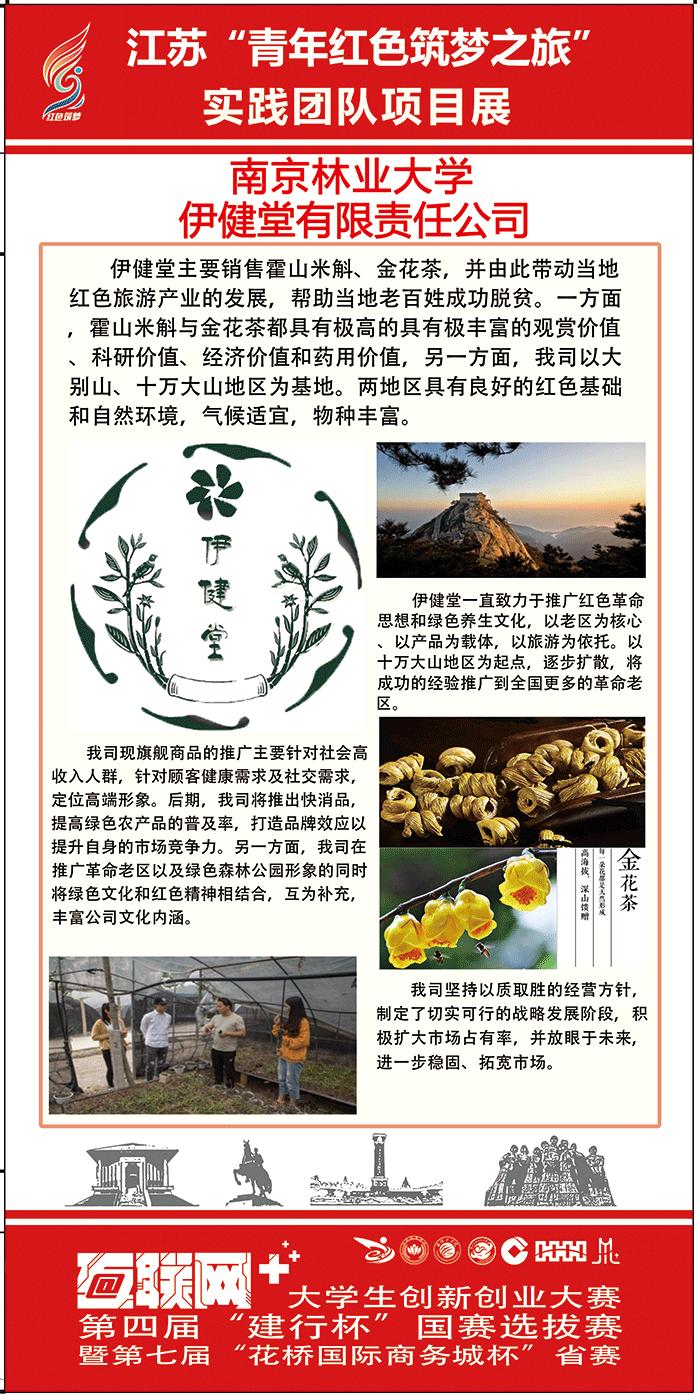 江苏“青年红色筑梦之旅”
实践团队项目展
红色筑梦
南京林业大学
伊健堂有限责任公司
伊健堂主要销售霍山米斛、金花茶，并由此带动当地
红色旅游产业的发展，帮助当地老百姓成功脱贫。一方面
，霍山米斛与金花茶都具有极高的具有极丰富的观赏价值
、科研价值、经济价值和药用价值，另一方面，我司以大
别山、十万大山地区为基地。两地区具有良好的红色基础
和自然环境，气候适宜，物种丰富。
伊健堂
伊健堂一直致力于推广红色革命
思想和绿色养生文化，以老区为核心
、以产品为载体，以旅游为依托。以
十万大山地区为起点，逐步扩散，将
成功的经验推广到全国更多的革命老
区。
我司现旗舰商品的推广主要针对社会高
收入人群，针对顾客健康需求及社交需求，
定位高端形象。后期，我司将推出快消品，
提高绿色农产品的普及率，打造品牌效应以
提升自身的市场竞争力。另一方面，我司在
推广革命老区以及绿色森林公园形象的同时
将绿色文化和红色精神相结合，互为补充，
丰富公司文化内涵。
金花茶
每一朵花都是天然形成
高海拔，深山馈赠
我司坚持以质取胜的经营方针，
制定了切实可行的战略发展阶段，积
极扩大市场占有率，并放眼于未来，
进一步稳固、拓宽市场。
互联网+
大学生创新创业大赛
第四届“建行杯”国赛选拔赛
暨第七届“花桥国际商务城杯”省赛